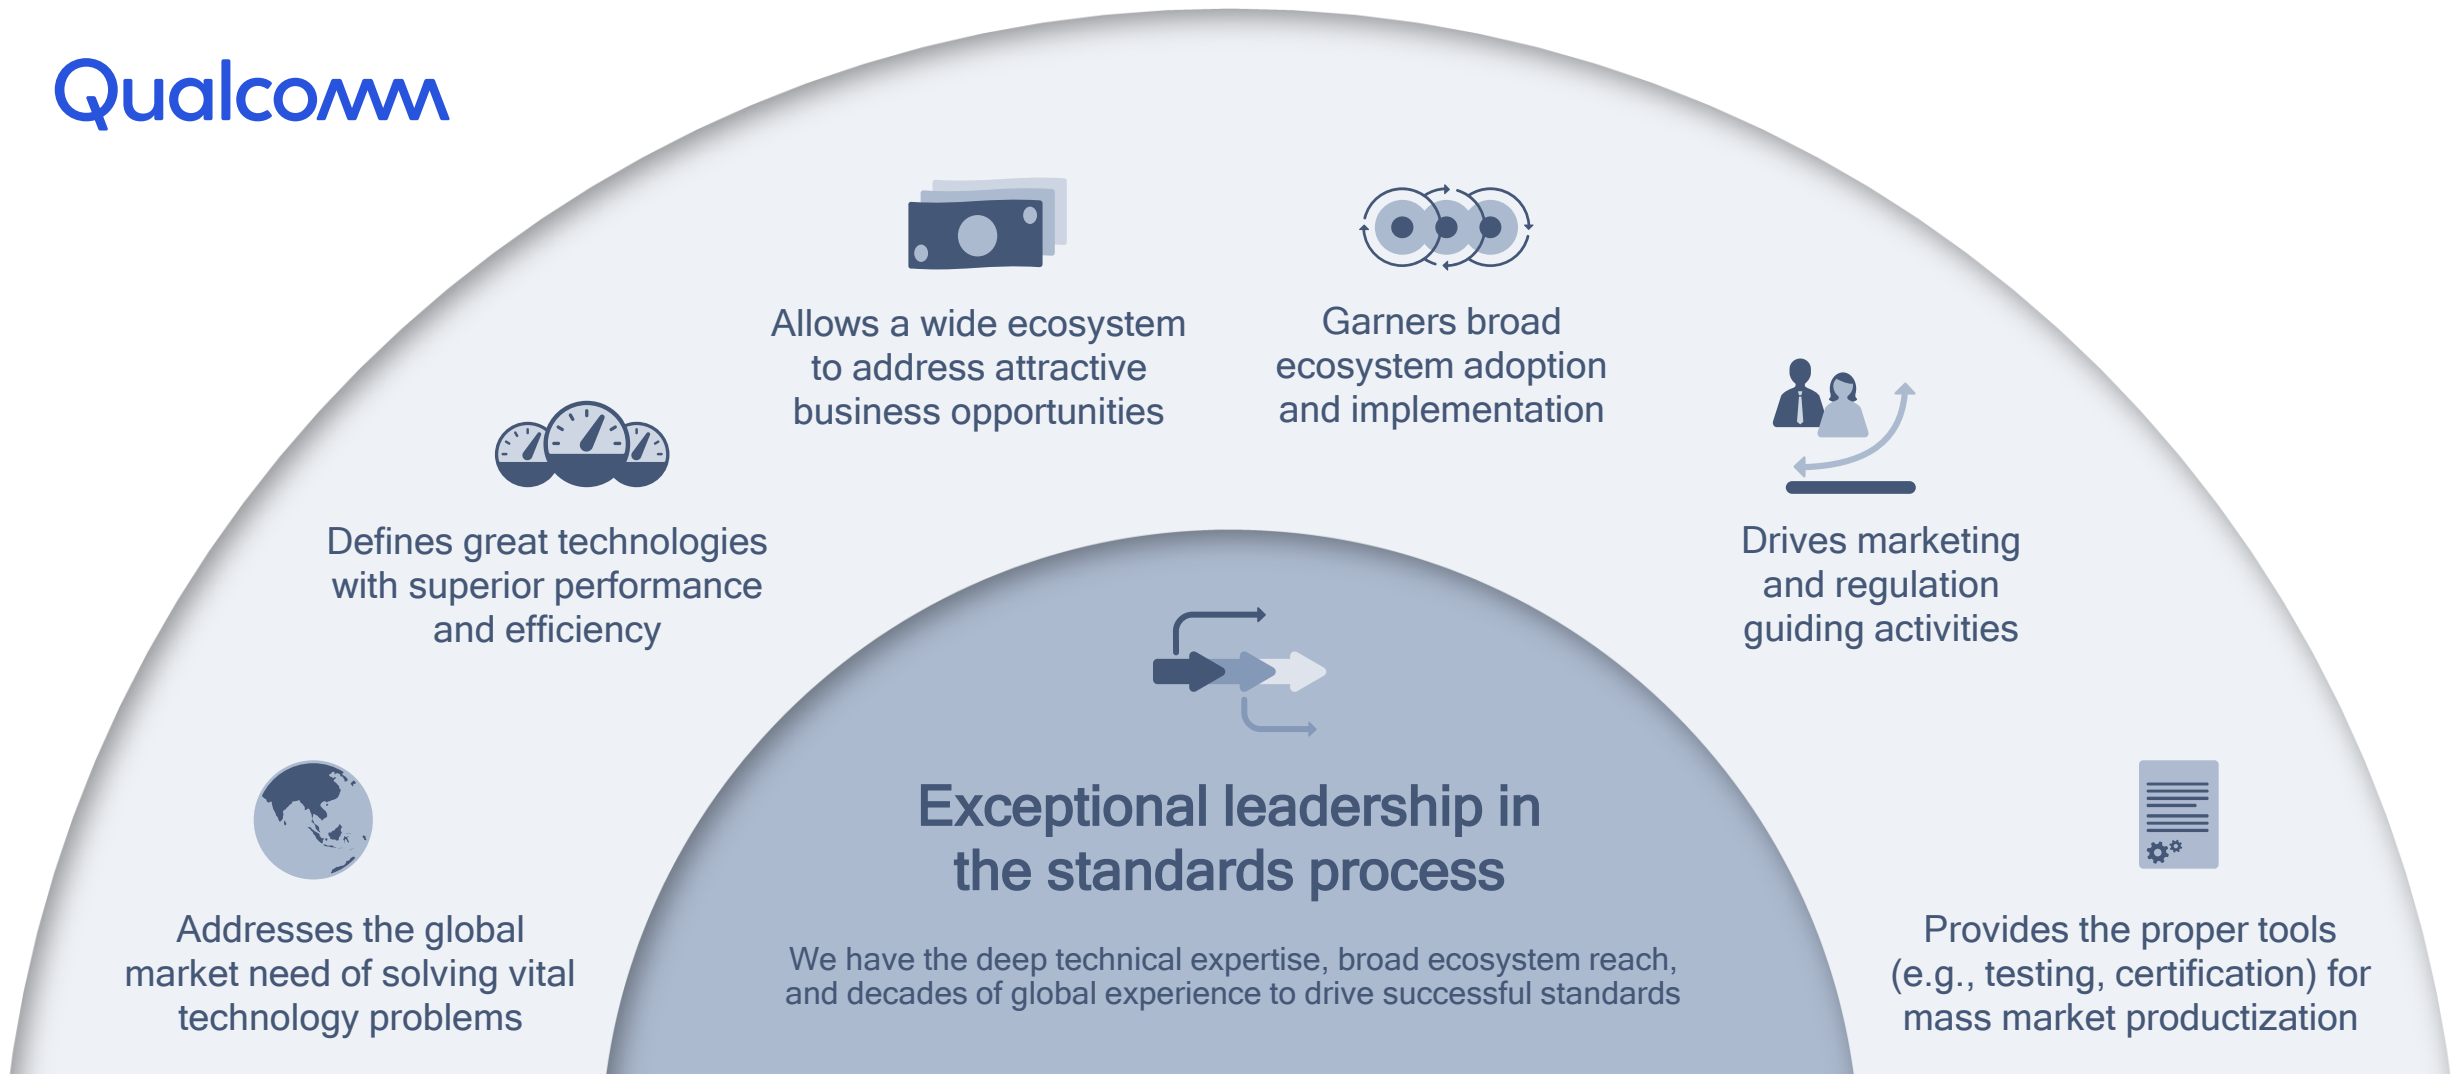 Qualcomm
Allows a wide ecosystem
to address attractive
business opportunities
Garners broad
ecosystem adoption
and implementation
Defines great technologies
with superior performance
and efficiency
Drives marketing
and regulation
guiding activities
Addresses the global
market need of solving vital
technology problems
Exceptional leadership in
the standards process
We have the deep technical expertise, broad ecosystem reach,
and decades of global experience to drive successful standards
Provides the proper tools
(e.g., testing, certification) for
mass market productization